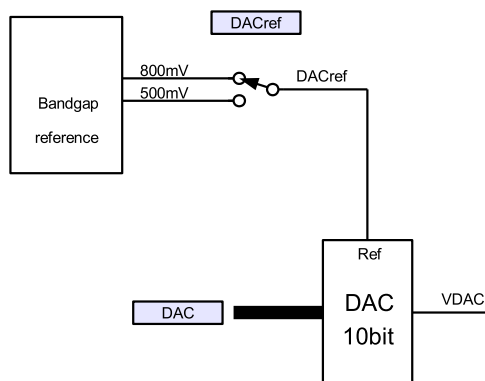 DACref
800mV
DACref
500mV
Bandgap
reference
Ref
DAC
VDAC
DAC
10bit